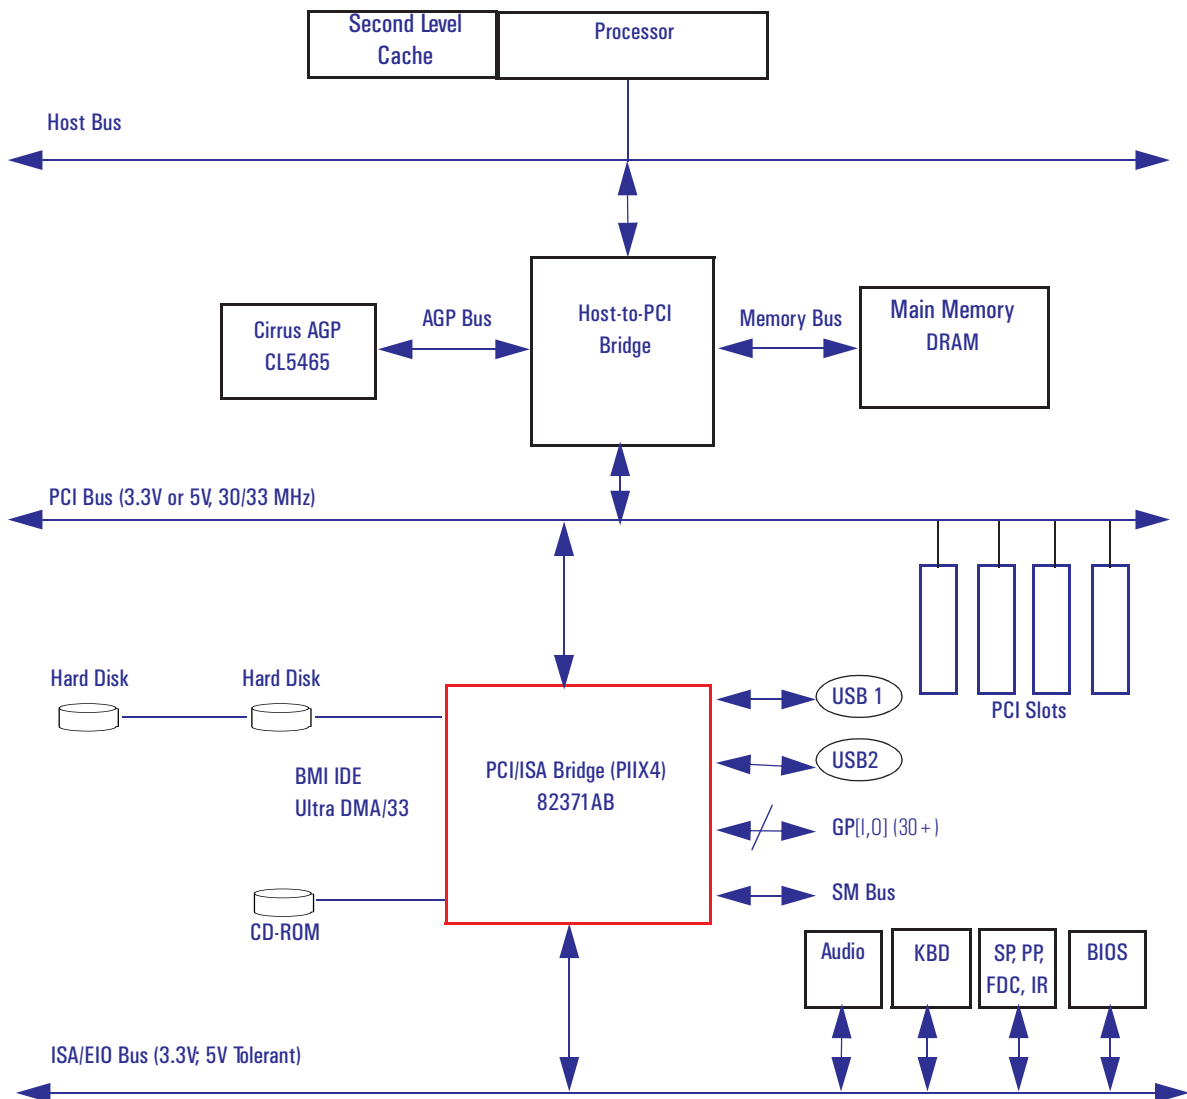 Second Level
Cache
Processor
Host Bus
Cirrus AGP
CL5465
AGP Bus
Host-to-PCI
Bridge
Memory Bus
Main Memory
DRAM
PCI Bus (3.3V or 5V, 30/33 MHz)
PCI Slots
Hard Disk
Hard Disk
BMI IDE
Ultra DMA/33
CD-ROM
PCI/ISA Bridge (PIIX4)
82371AB
USB 1
USB2
GP[I,O] (30+)
SM Bus
Audio
KBD
SP, PP,
FDC, IR
BIOS
ISA/EIO Bus (3.3V; 5V Tolerant)